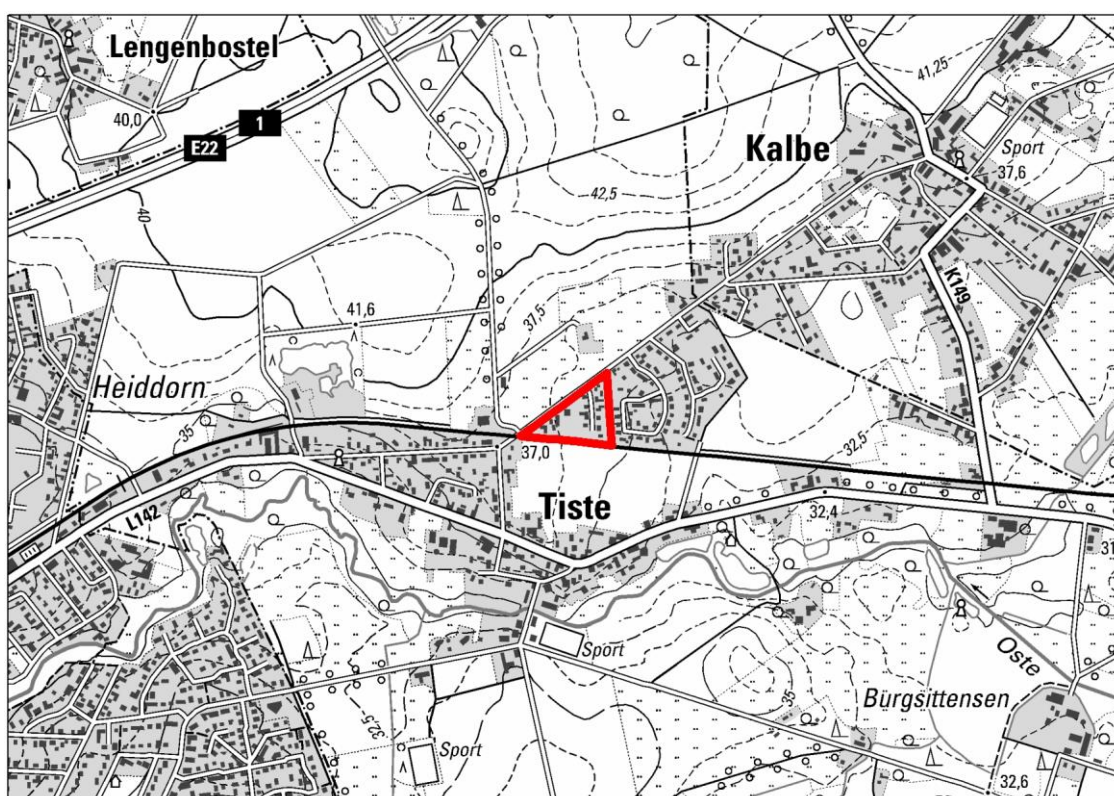 Lengenbostel
41,25
1
40,0
E22
Kalbe
Sport
37,6
42,5
40
K149
41,6
37,5
Heiddorn
35
37,0
32,5
Tiste
L142
32,4
Sport
Oste
35
Burgsittensen
32,5
Sport
32,6